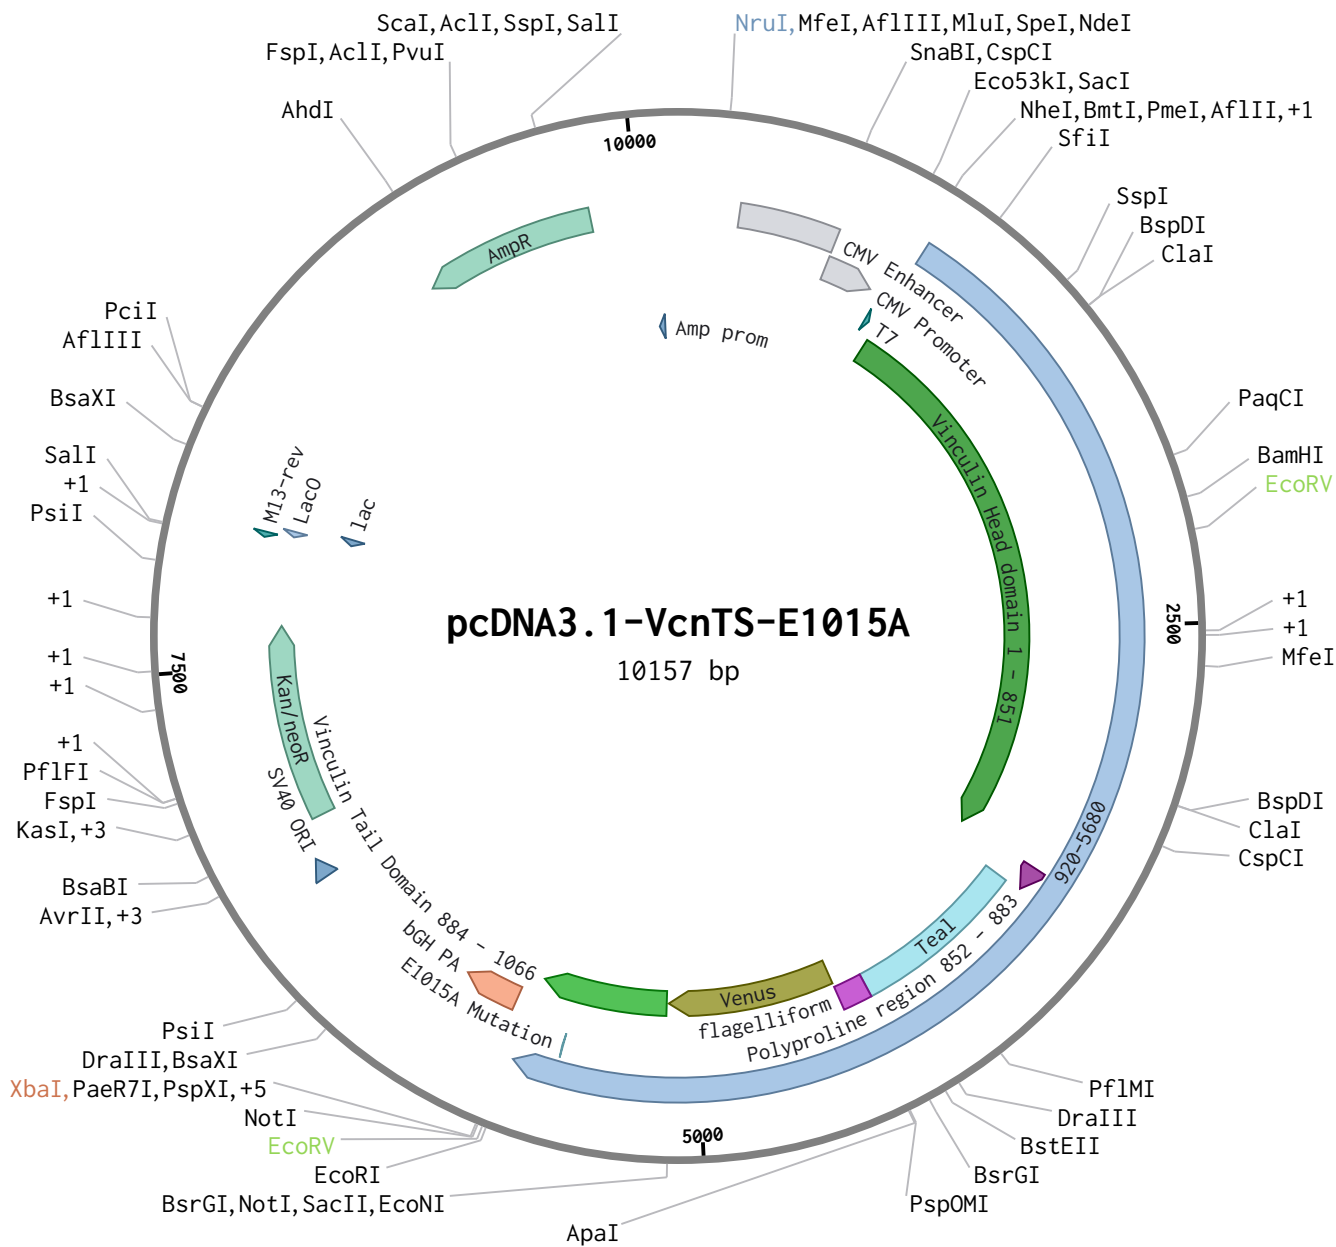 ScaI,AclI,SspI,SalI
NruI,MfeI,AflIII,MluI,SpeI,NdeI
FspI,AclI,PvuI
SnaBI,CspCI
Eco53kI,SacI
AhdI
NheI,BmtI,PmeI,AflII,+1
SfiI
10000
SspI
BspDI
ClaI
AmpR
CMV Enhancer
CMV Promoter
T7
Amp prom
PciI
AflIII
BsaXI
PaqCI
BamHI
EcoRV
SalI
+1
PsiI
M13-rev
LacO
lac
Vinculin Head domain 1 - 851
pcDNA3.1-VcnTS-E1015A
10157 bp
2500
+1
+1
MfeI
+1
+1
+1
7500
Kan/neoR
+1
PflFI
FspI
KasI,+3
SV40 ORI
Vinculin Tail Domain 884 - 1066
BspDI
ClaI
CspCI
920-5680
BsaBI
AvrII,+3
bGH PA
E1015A Mutation
Venus
flagelliform
Teal
Polyproline region 852 - 883
PsiI
DraIII,BsaXI
XbaI,PaeR7I,PspXI,+5
NotI
EcoRV
EcoRI
BsrGI,NotI,SacII,EcoNI
5000
ApaI
PflMI
DraIII
BstEII
BsrGI
PspOMI